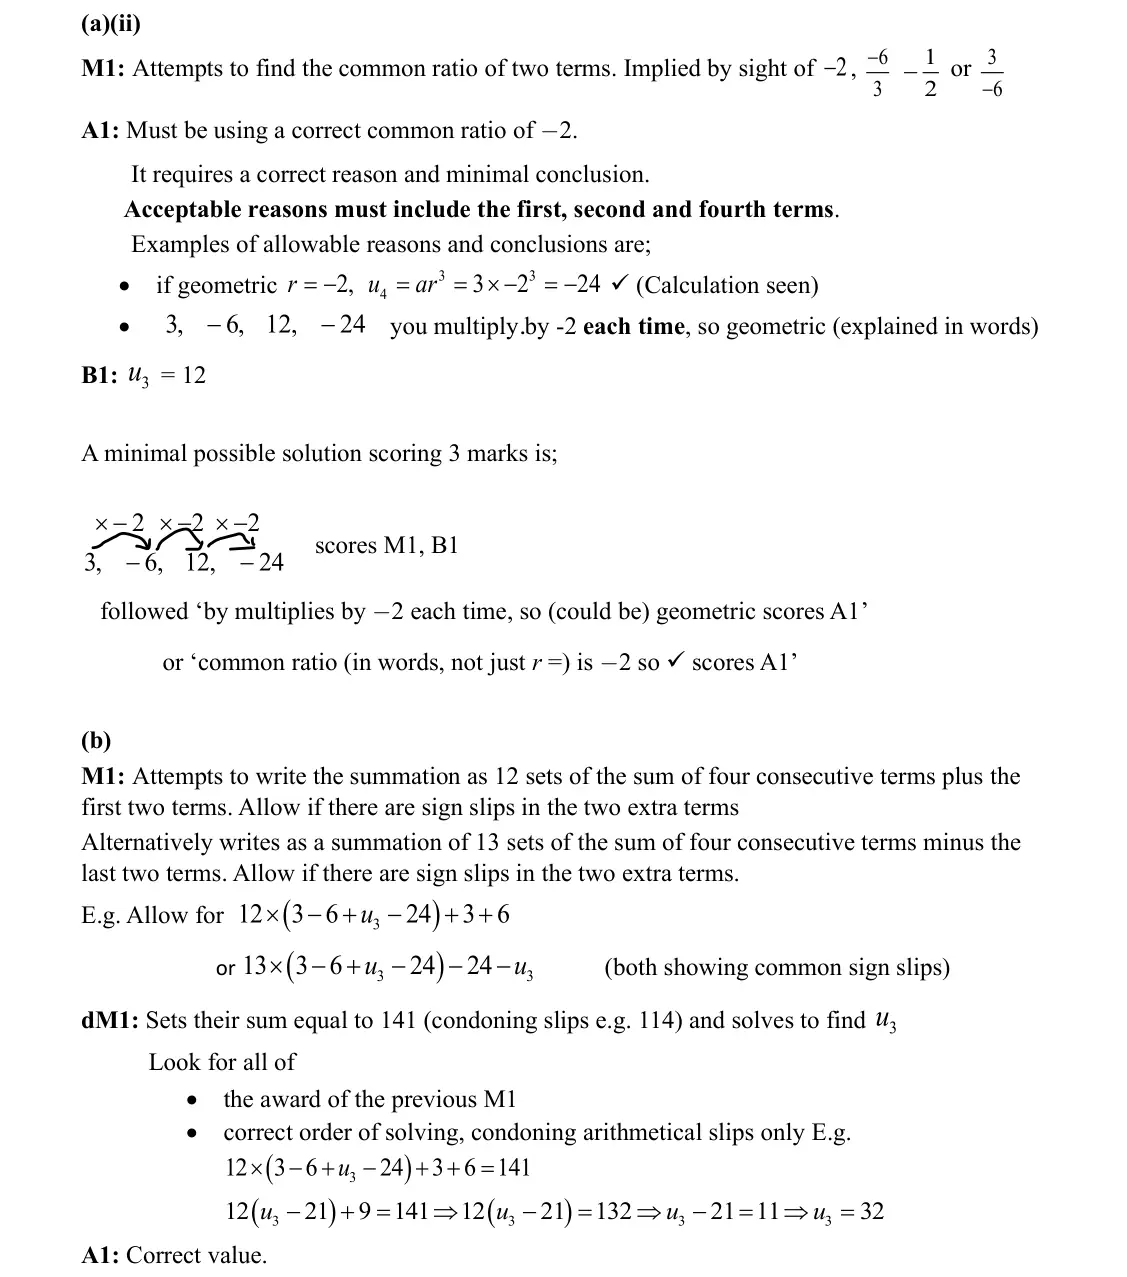 (a)(ii)
M1: Attempts to find the common ratio of two terms. Implied by sight of −2, −6/3 −1/2 or 3/−6
A1: Must be using a correct common ratio of −2.
It requires a correct reason and minimal conclusion.
Acceptable reasons must include the first, second and fourth terms.
Examples of allowable reasons and conclusions are;
• if geometric r = −2, u₄ = ar³ = 3×−2³ = −24 ✓ (Calculation seen)
• 3, −6, 12, −24 you multiply.by -2 each time, so geometric (explained in words)
B1: u₃ = 12
A minimal possible solution scoring 3 marks is;
×−2 ×−2 ×−2
3, −6, 12, −24 scores M1, B1
followed ‘by multiplies by −2 each time, so (could be) geometric scores A1’
or ‘common ratio (in words, not just r =) is −2 so ✓ scores A1’
(b)
M1: Attempts to write the summation as 12 sets of the sum of four consecutive terms plus the
first two terms. Allow if there are sign slips in the two extra terms
Alternatively writes as a summation of 13 sets of the sum of four consecutive terms minus the
last two terms. Allow if there are sign slips in the two extra terms.
E.g. Allow for 12×(3−6+u₃−24)+3+6
or 13×(3−6+u₃−24)−24−u₃ (both showing common sign slips)
dM1: Sets their sum equal to 141 (condoning slips e.g. 114) and solves to find u₃
Look for all of
• the award of the previous M1
• correct order of solving, condoning arithmetical slips only E.g.
12×(3−6+u₃−24)+3+6=141
12(u₃−21)+9=141⇒12(u₃−21)=132⇒u₃−21=11⇒u₃=32
A1: Correct value.